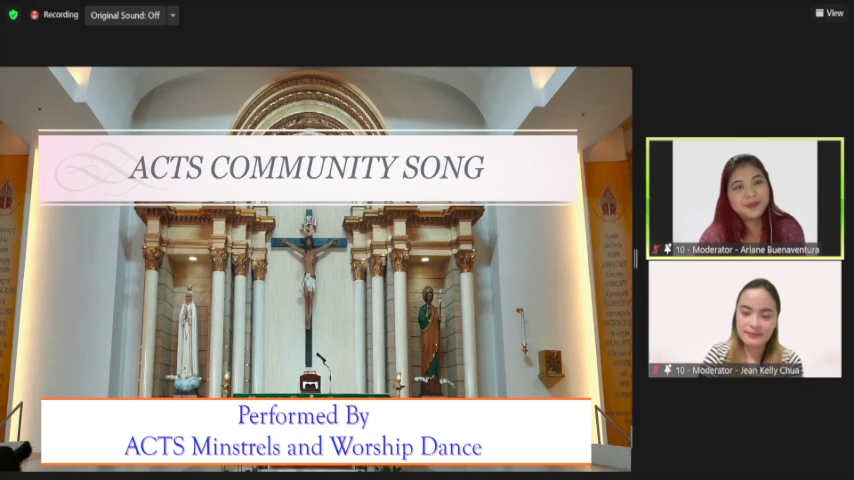 Recording
Original Sound: Off
View
ACTS COMMUNITY SONG
10 - Moderator - Arlane Buenaventura
10 - Moderator - Jean Kelly Chua
Performed By
ACTS Minstrels and Worship Dance